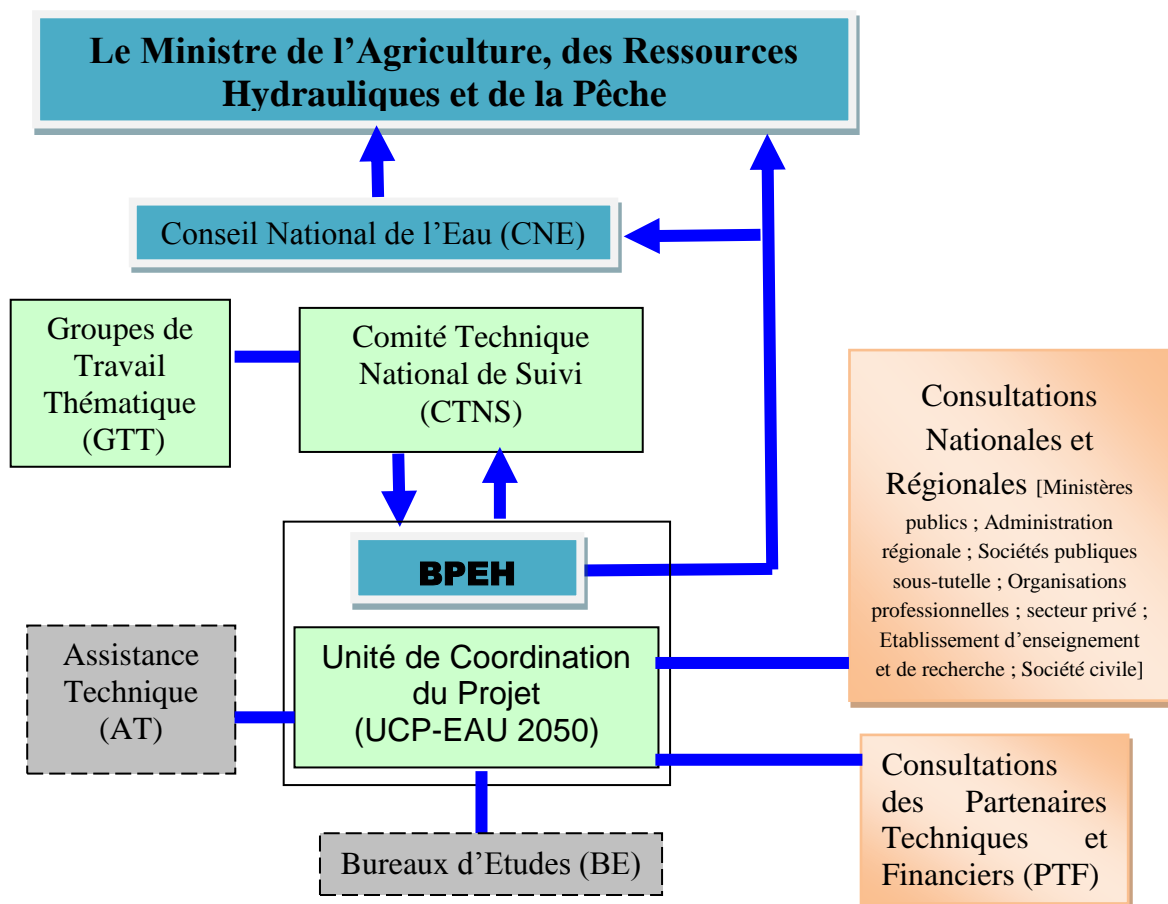 Le Ministre de l’Agriculture, des Ressources
Hydrauliques et de la Pêche
Conseil National de l’Eau (CNE)
Groupes de
Travail
Thématique
(GTT)
Comité Technique
National de Suivi
(CTNS)
Consultations
Nationales et
Régionales [Ministères
publics ; Administration
régionale ; Sociétés publiques
sous-tutelle ; Organisations
professionnelles ; secteur privé ;
Etablissement d’enseignement
et de recherche ; Société civile]
BPEH
Assistance
Technique
(AT)
Unité de Coordination
du Projet
(UCP-EAU 2050)
Consultations
des Partenaires
Techniques et
Financiers (PTF)
Bureaux d’Etudes (BE)